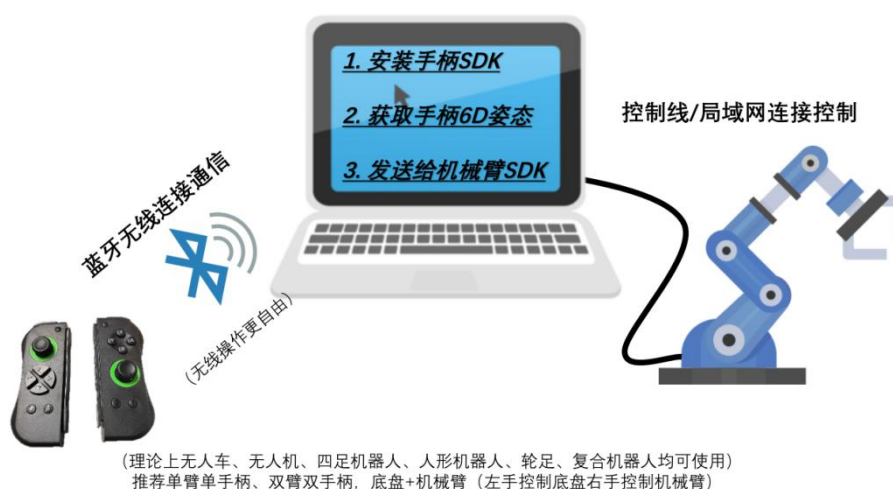 1. 安装手柄SDK
2. 获取手柄6D姿态
3. 发送给机械臂SDK
控制线/局域网连接控制
蓝牙无线连接通信
（无线操作更自由）
（理论上无人车、无人机、四足机器人、人形机器人、轮足、复合机器人均可使用）
推荐单臂单手柄、双臂双手柄，底盘+机械臂（左手控制底盘右手控制机械臂）